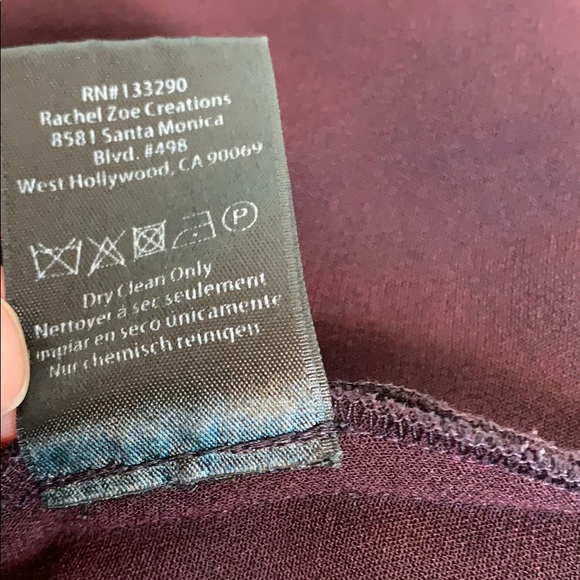 RN#133290
Rachel Zoe Creations
8581 Santa Monica
Blvd. #498
West Hollywood, CA 90069
P
Dry Clean Only
Nettoyer à sec seulement
impiar en seco unicamente
Nur chemisch reinigen